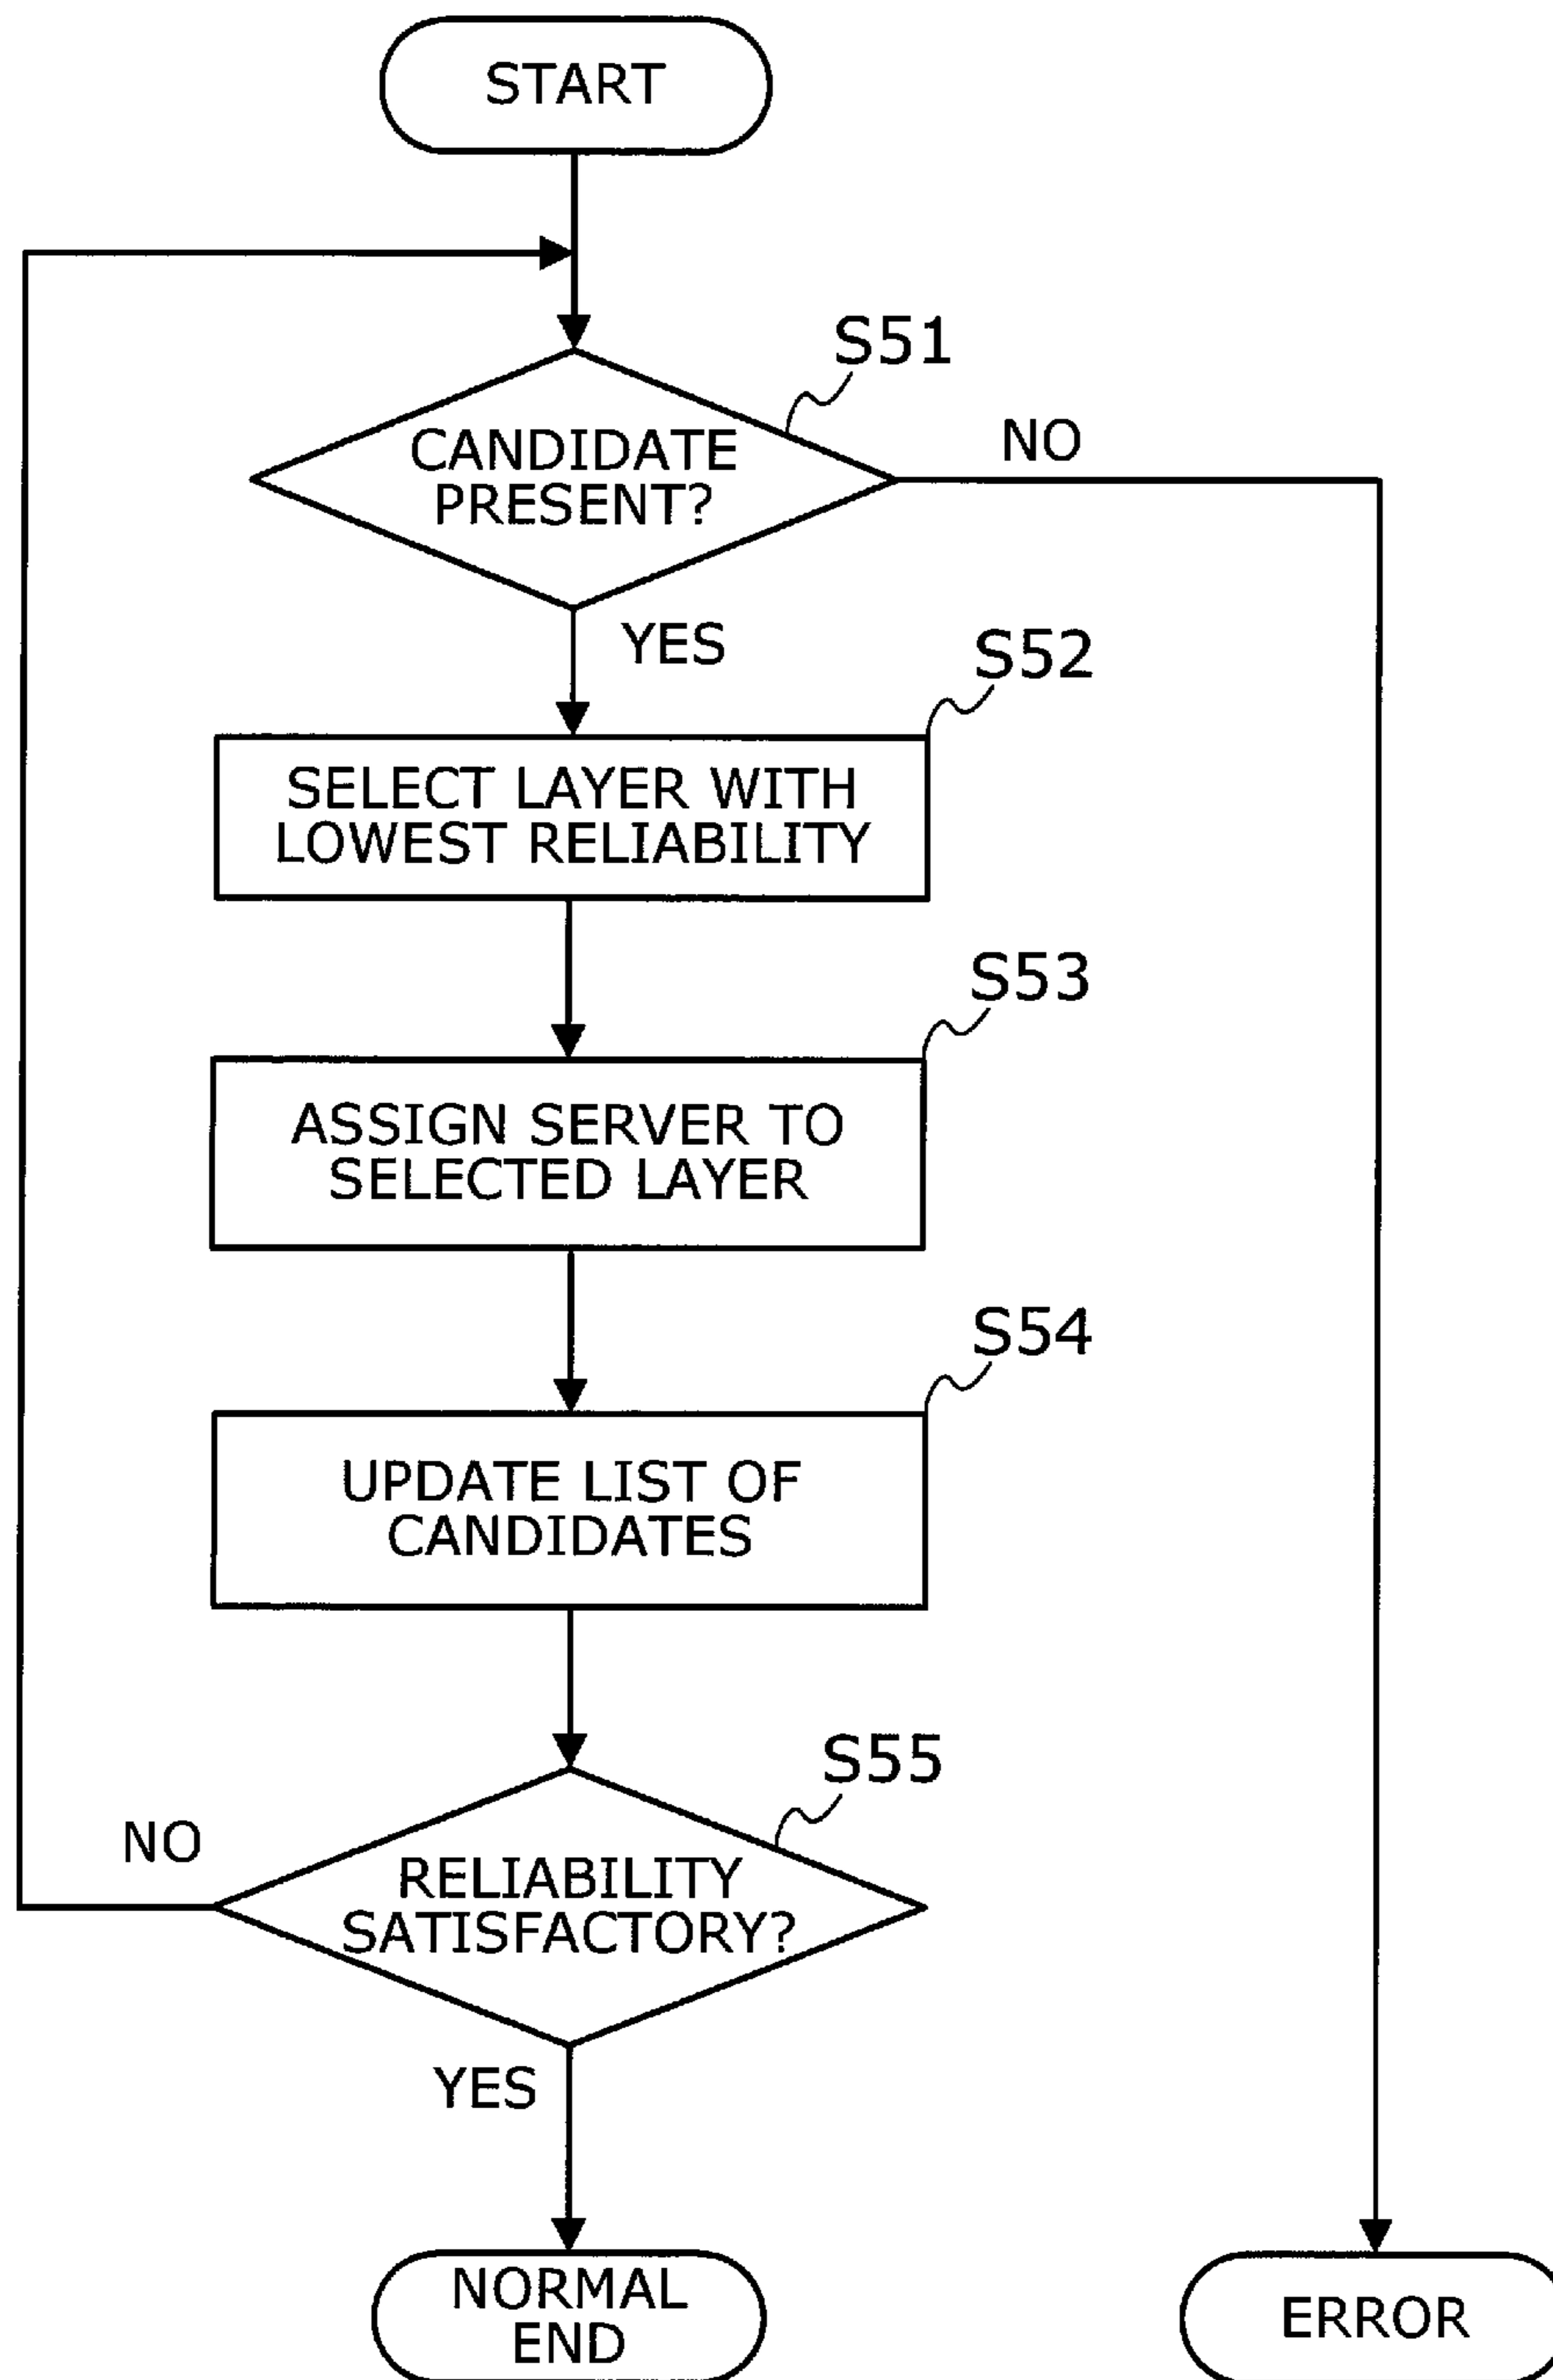 START
S51
CANDIDATE
PRESENT?
NO
YES
S52
SELECT LAYER WITH
LOWEST RELIABILITY
S53
ASSIGN SERVER TO
SELECTED LAYER
S54
UPDATE LIST OF
CANDIDATES
S55
NO
RELIABILITY
SATISFACTORY?
YES
NORMAL
END
ERROR